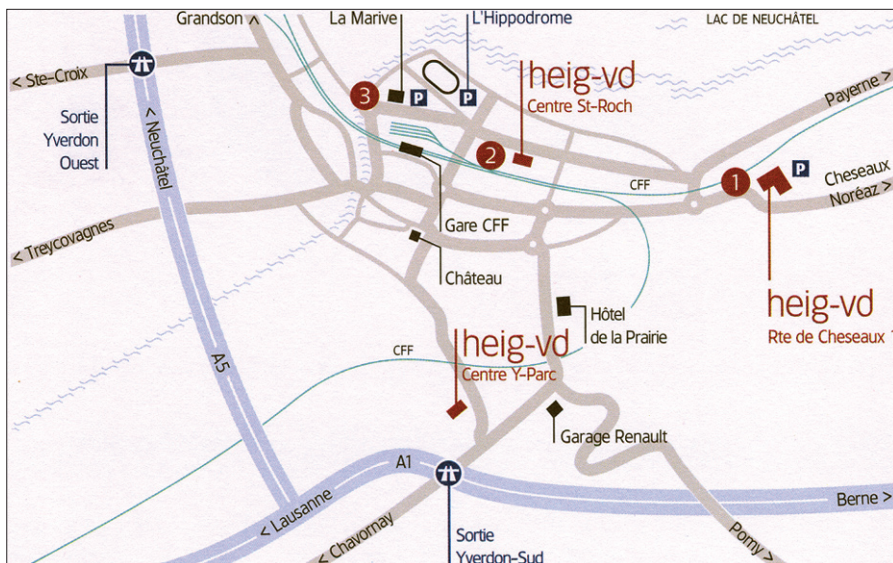 Grandson
La Marive
L'Hippodrome
LAC DE NEUCHÂTEL
< Ste-Croix
Sortie
Yverdon
Ouest
< Neuchâtel
3
P
P
heig-vd
Centre St-Roch
2
Payerne >
1
P
CFF
Cheseaux
Noréaz >
< Treycovagnes
Gare CFF
Château
heig-vd
Rte de Cheseaux 1
Hôtel
de la Prairie
heig-vd
Centre Y-Parc
CFF
A5
Garage Renault
A1
< Lausanne
Berne >
< Chavornay
Sortie
Yverdon-Sud
Pomy >